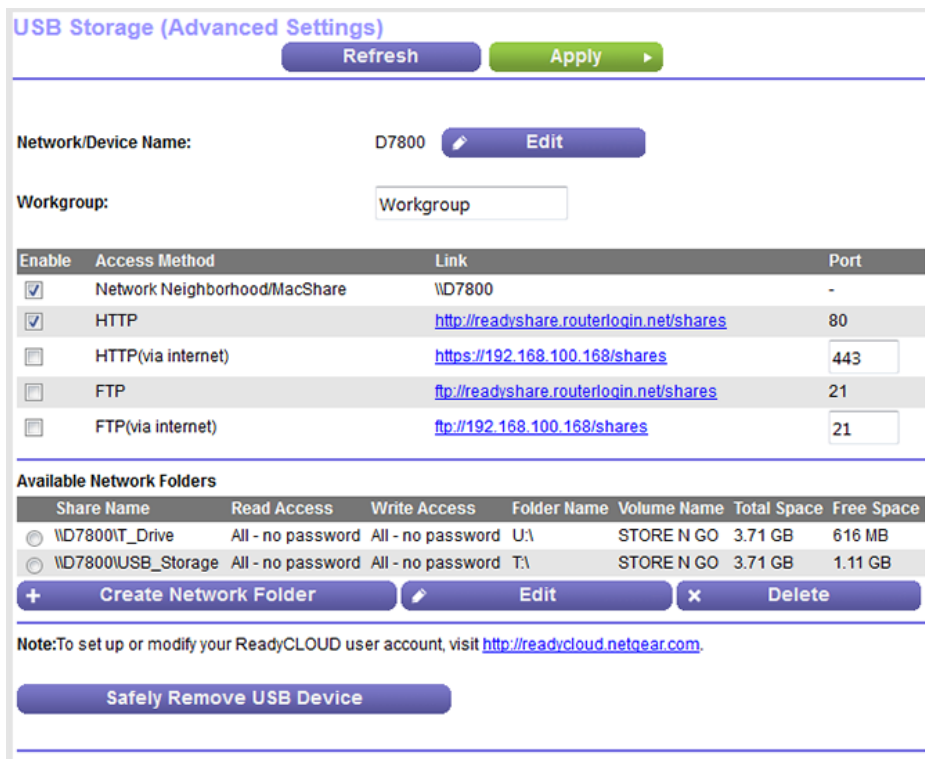 USB Storage (Advanced Settings)
Refresh Apply
Network/Device Name: D7800 Edit
Workgroup: Workgroup
Enable Access Method Link Port
Network Neighborhood/MacShare \\D7800 -
HTTP http://readyshare.routerlogin.net/shares 80
HTTP(via internet) https://192.168.100.168/shares 443
FTP ftp://readyshare.routerlogin.net/shares 21
FTP(via internet) ftp://192.168.100.168/shares 21
Available Network Folders
Share Name Read Access Write Access Folder Name Volume Name Total Space Free Space
\\D7800\T_Drive All - no password All - no password U:\ STORE N GO 3.71 GB 616 MB
\\D7800\USB_Storage All - no password All - no password T:\ STORE N GO 3.71 GB 1.11 GB
+ Create Network Folder Edit × Delete
Note:To set up or modify your ReadyCLOUD user account, visit http://readycloud.netgear.com.
Safely Remove USB Device